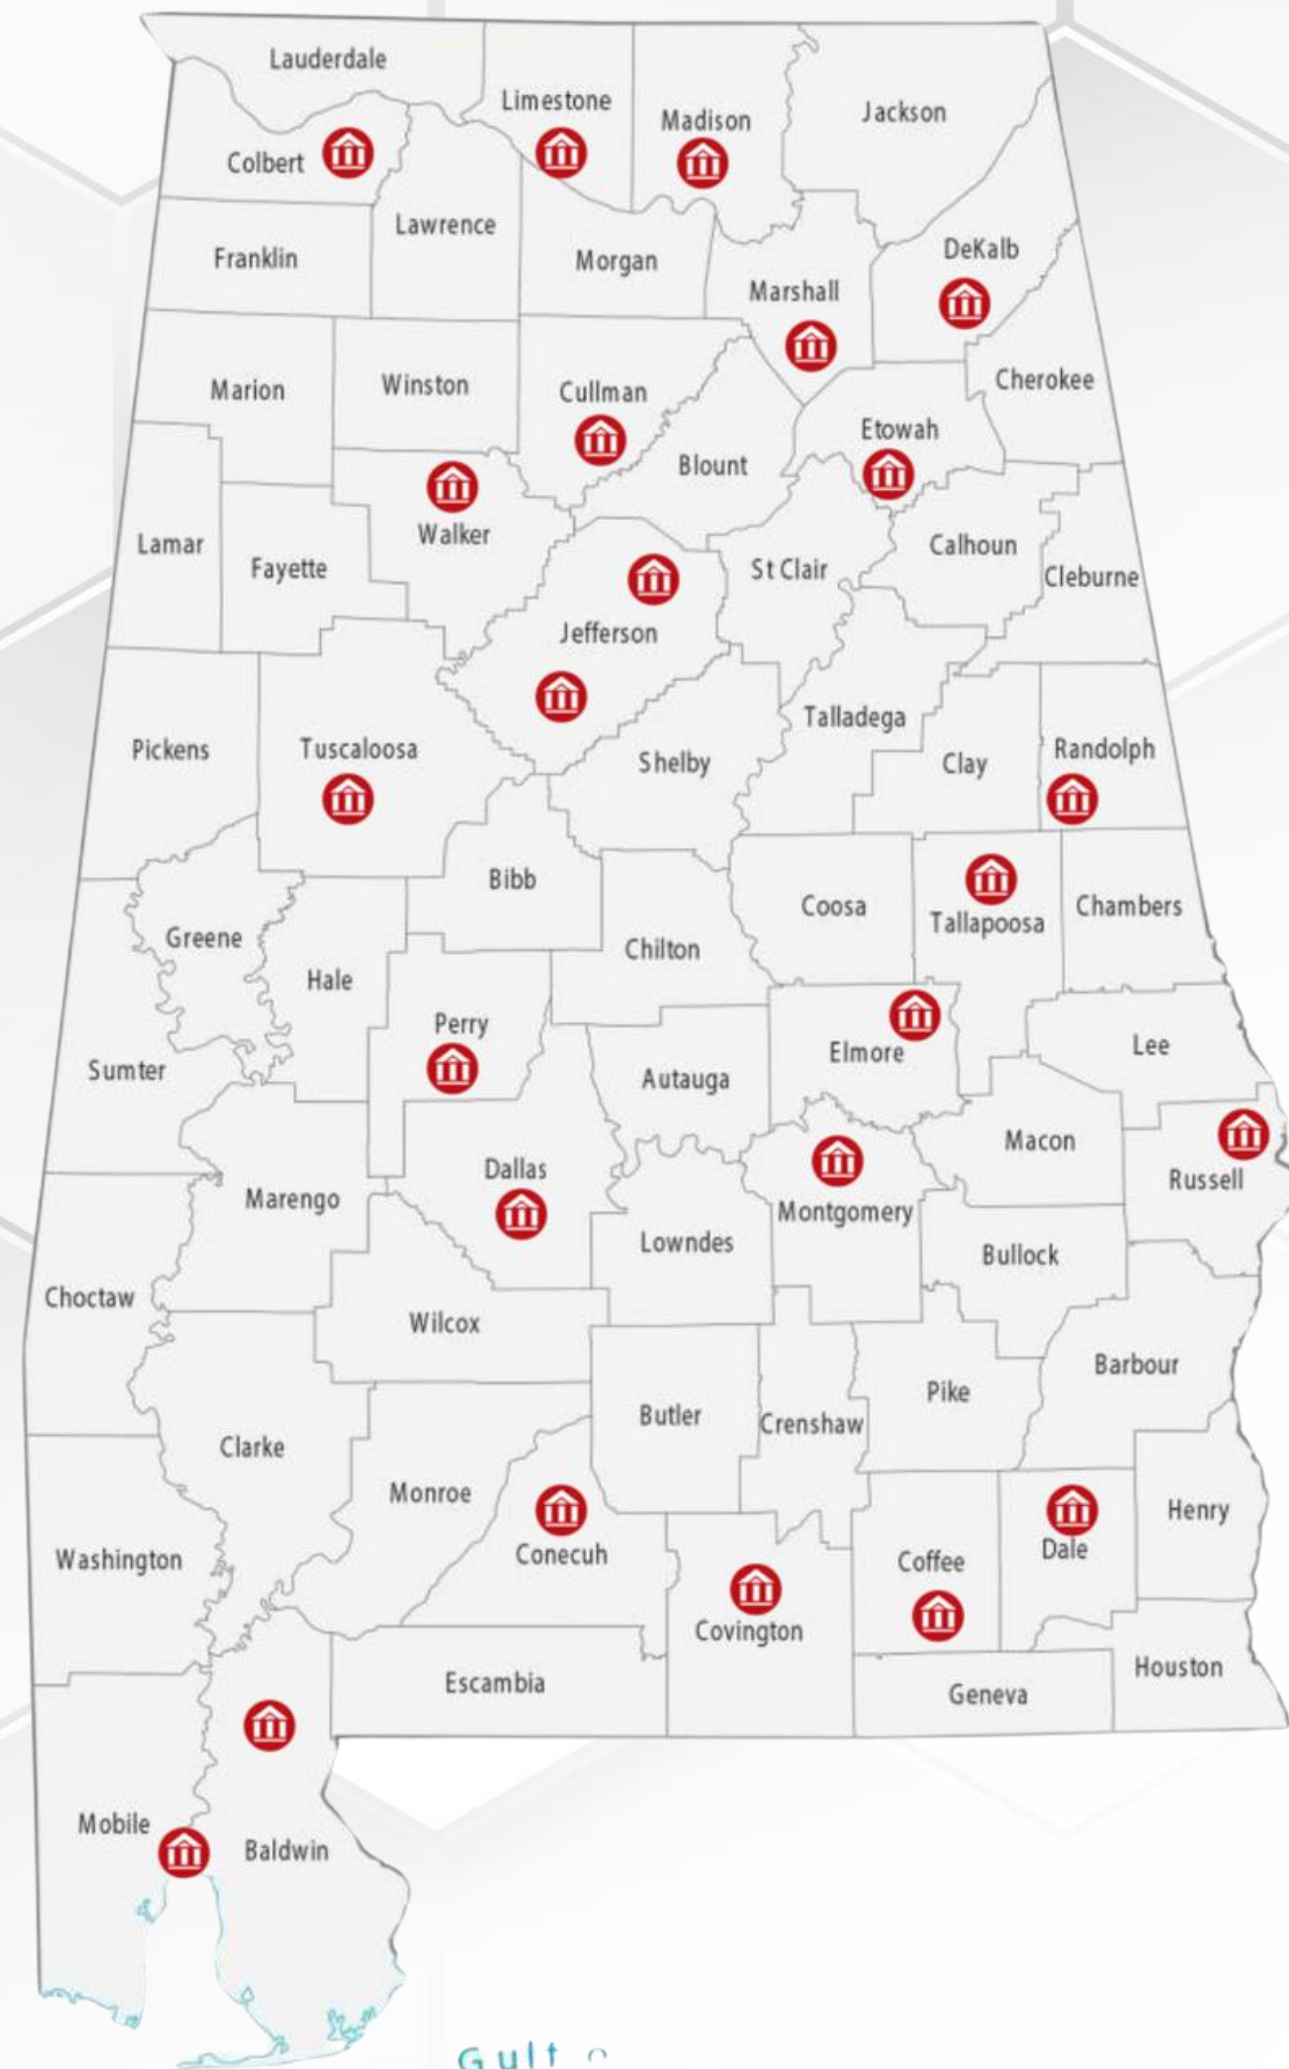 Lauderdale
Limestone
Madison
Jackson
Colbert
Lawrence
Franklin
Morgan
DeKalb
Marshall
Marion
Winston
Cullman
Cherokee
Etowah
Blount
Walker
Lamar
Fayette
St Clair
Calhoun
Cleburne
Jefferson
Talladega
Pickens
Tuscaloosa
Shelby
Clay
Randolph
Bibb
Coosa
Tallapoosa
Chambers
Greene
Hale
Chilton
Perry
Elmore
Lee
Sumter
Autauga
Macon
Dallas
Russell
Marengo
Montgomery
Lowndes
Bullock
Choctaw
Wilcox
Barbour
Pike
Butler
Crenshaw
Clarke
Monroe
Henry
Washington
Conecuh
Coffee
Dale
Covington
Escambia
Houston
Geneva
Mobile
Baldwin
Gulf